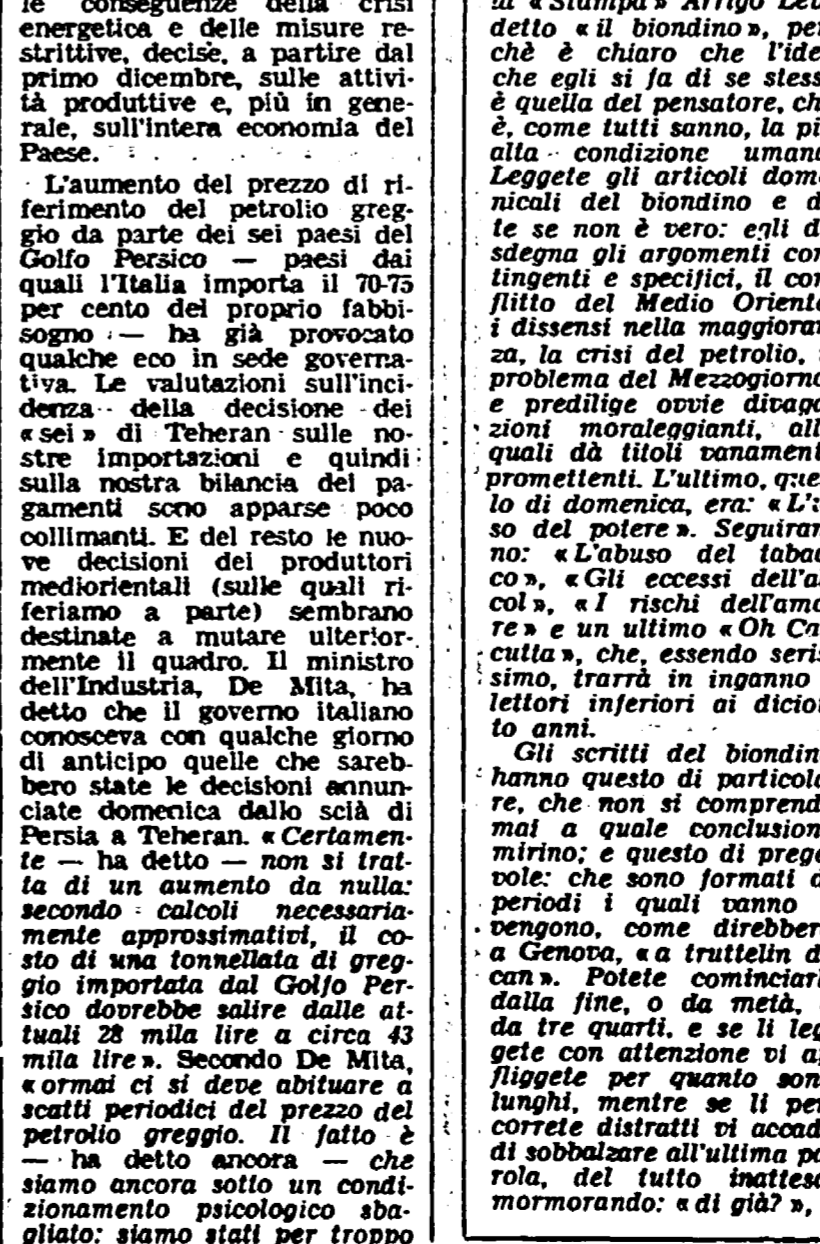 le conseguenze della crisi
energetica e delle misure re-
strittive, decise, a partire dal
primo dicembre, sulle attivi-
tà produttive e, più in gene-
rale, sull'intera economia del
Paese.
L'aumento del prezzo di ri-
ferimento del petrolio greg-
gio da parte dei sei paesi del
Golfo Persico — paesi dai
quali l'Italia importa il 70-75
per cento del proprio fabbi-
sogno — ha già provocato
qualche eco in sede governa-
tiva. Le valutazioni sull'inci-
denza della decisione dei
«sei» di Teheran sulle no-
stre importazioni e quindi
sulla nostra bilancia dei pa-
gamenti sono apparse poco
collimanti. E del resto le nuo-
ve decisioni dei produttori
mediorientali (sulle quali ri-
feriamo a parte) sembrano
destinate a mutare ulterior-
mente il quadro. Il ministro
dell'Industria, De Mita, ha
detto che il governo italiano
conosceva con qualche giorno
di anticipo quelle che sareb-
bero state le decisioni annun-
ciate domenica dallo scià di
Persia a Teheran. «Certamen-
te — ha detto — non si trat-
ta di un aumento da nulla:
secondo calcoli necessaria-
mente approssimativi, il co-
sto di una tonnellata di greg-
gio importata dal Golfo Per-
sico dovrebbe salire dalle at-
tuali 28 mila lire a circa 43
mila lire». Secondo De Mita,
«ormai ci si deve abituare a
scatti periodici del prezzo del
petrolio greggio. Il fatto è
— ha detto ancora — che
siamo ancora sotto un condi-
zionamento psicologico sba-
gliato: siamo stati per troppo
«Stampa» Arrigo Lev
detto «il biondino», per
chè è chiaro che l'ide
che egli si fa di se stess
è quella del pensatore, ch
è, come tutti sanno, la pi
alta condizione umana
Leggete gli articoli dome
nicali del biondino e d
te se non è vero: egli d
sdegna gli argomenti con
tingenti e specifici, il con
flitto del Medio Oriente
i dissensi nella maggioran
za, la crisi del petrolio,
problema del Mezzogiorno
e predilige ovvie divaga
zioni moraleggianti, all
quali dà titoli vanament
promettenti. L'ultimo, quel
lo di domenica, era: «L'u
so del potere». Seguiran
no: «L'abuso del tabac
co», «Gli eccessi dell'al
col», «I rischi dell'amo
re» e un ultimo «Oh Ca
cutta», che, essendo seris
simo, trarrà in inganno
lettori inferiori ai diciot
to anni.
Gli scritti del biondino
hanno questo di particola
re, che non si comprend
mai a quale conclusion
mirino; e questo di prege
vole: che sono formati d
periodi i quali vanno
vengono, come direbbero
a Genova, «a truttelin d
can». Potete cominciarl
dalla fine, o da metà,
da tre quarti, e se li leg
gete con attenzione vi af
fliggete per quanto son
lunghi, mentre se li per
correte distratti vi accad
di sobbalzare all'ultima pa
rola, del tutto inattesa
mormorando: «di già?»,